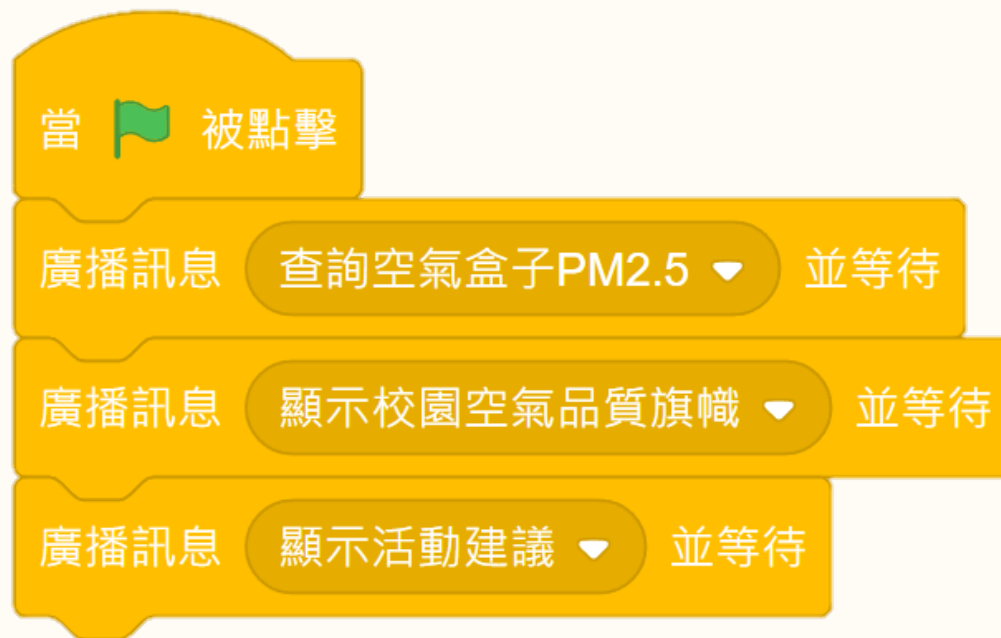 當 被點擊
廣播訊息 查詢空氣盒子PM2.5 並等待
廣播訊息 顯示校園空氣品質旗幟 並等待
廣播訊息 顯示活動建議 並等待